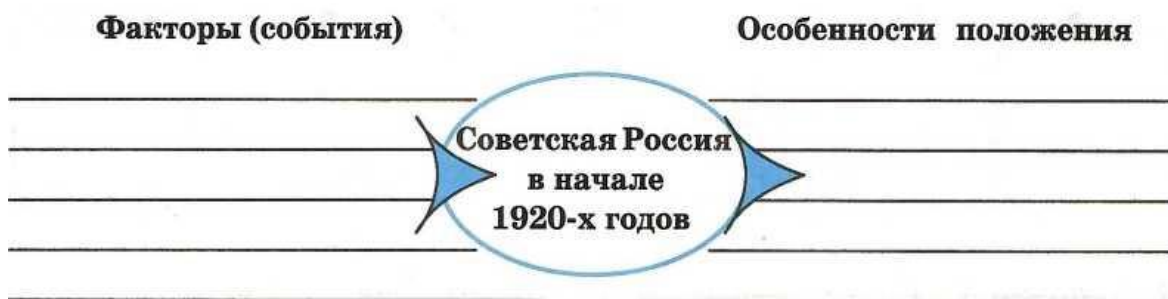 Факторы (события)
Особенности положения
Советская Россия
в начале
1920-х годов